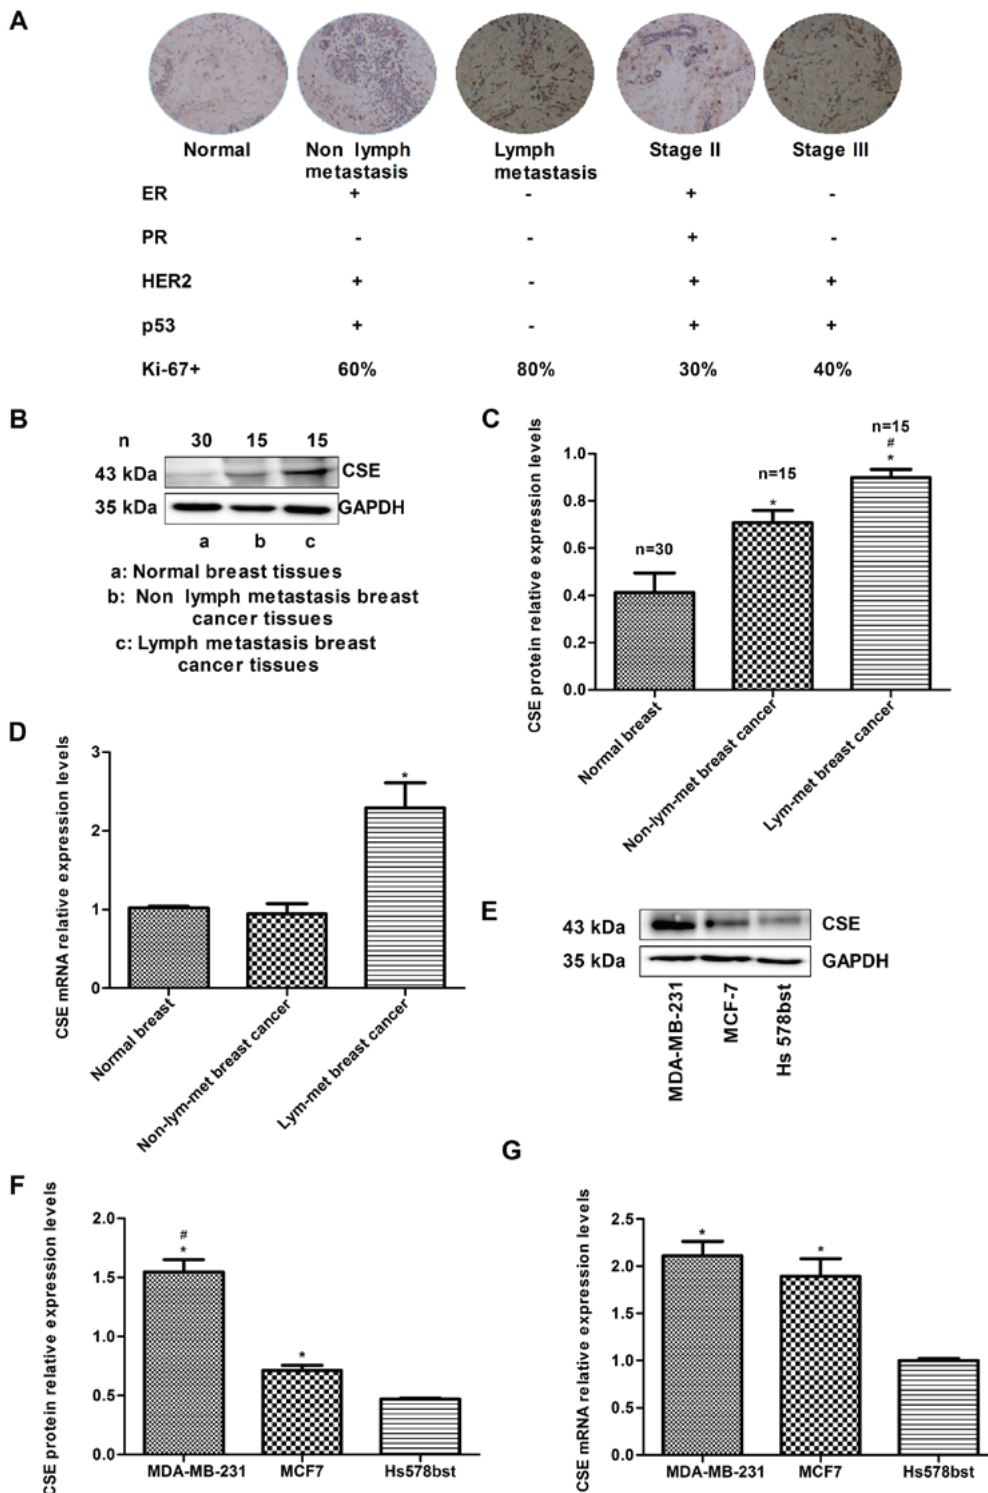 A
Normal Non lymph metastasis Lymph metastasis Stage II Stage III
ER + - + -
PR - - + -
HER2 + - + +
p53 + - + +
Ki-67+ 60% 80% 30% 40%
B
n 30 15 15
43 kDa CSE
35 kDa GAPDH
a b c
a: Normal breast tissues
b: Non lymph metastasis breast
cancer tissues
c: Lymph metastasis breast
cancer tissues
C
CSE protein relative expression levels
1.0
0.8
0.6
0.4
0.2
0.0
n=30
n=15
*
n=15
#
*
Normal breast
Non-lym-met breast cancer
Lym-met breast cancer
D
CSE mRNA relative expression levels
3
2
1
0
*
Normal breast
Non-lym-met breast cancer
Lym-met breast cancer
E
43 kDa CSE
35 kDa GAPDH
MDA-MB-231
MCF-7
Hs 578bst
F
CSE protein relative expression levels
2.0
1.5
1.0
0.5
0.0
#
*
*
MDA-MB-231 MCF7 Hs578bst
G
CSE mRNA relative expression levels
2.5
2.0
1.5
1.0
0.5
0.0
*
*
MDA-MB-231 MCF7 Hs578bst